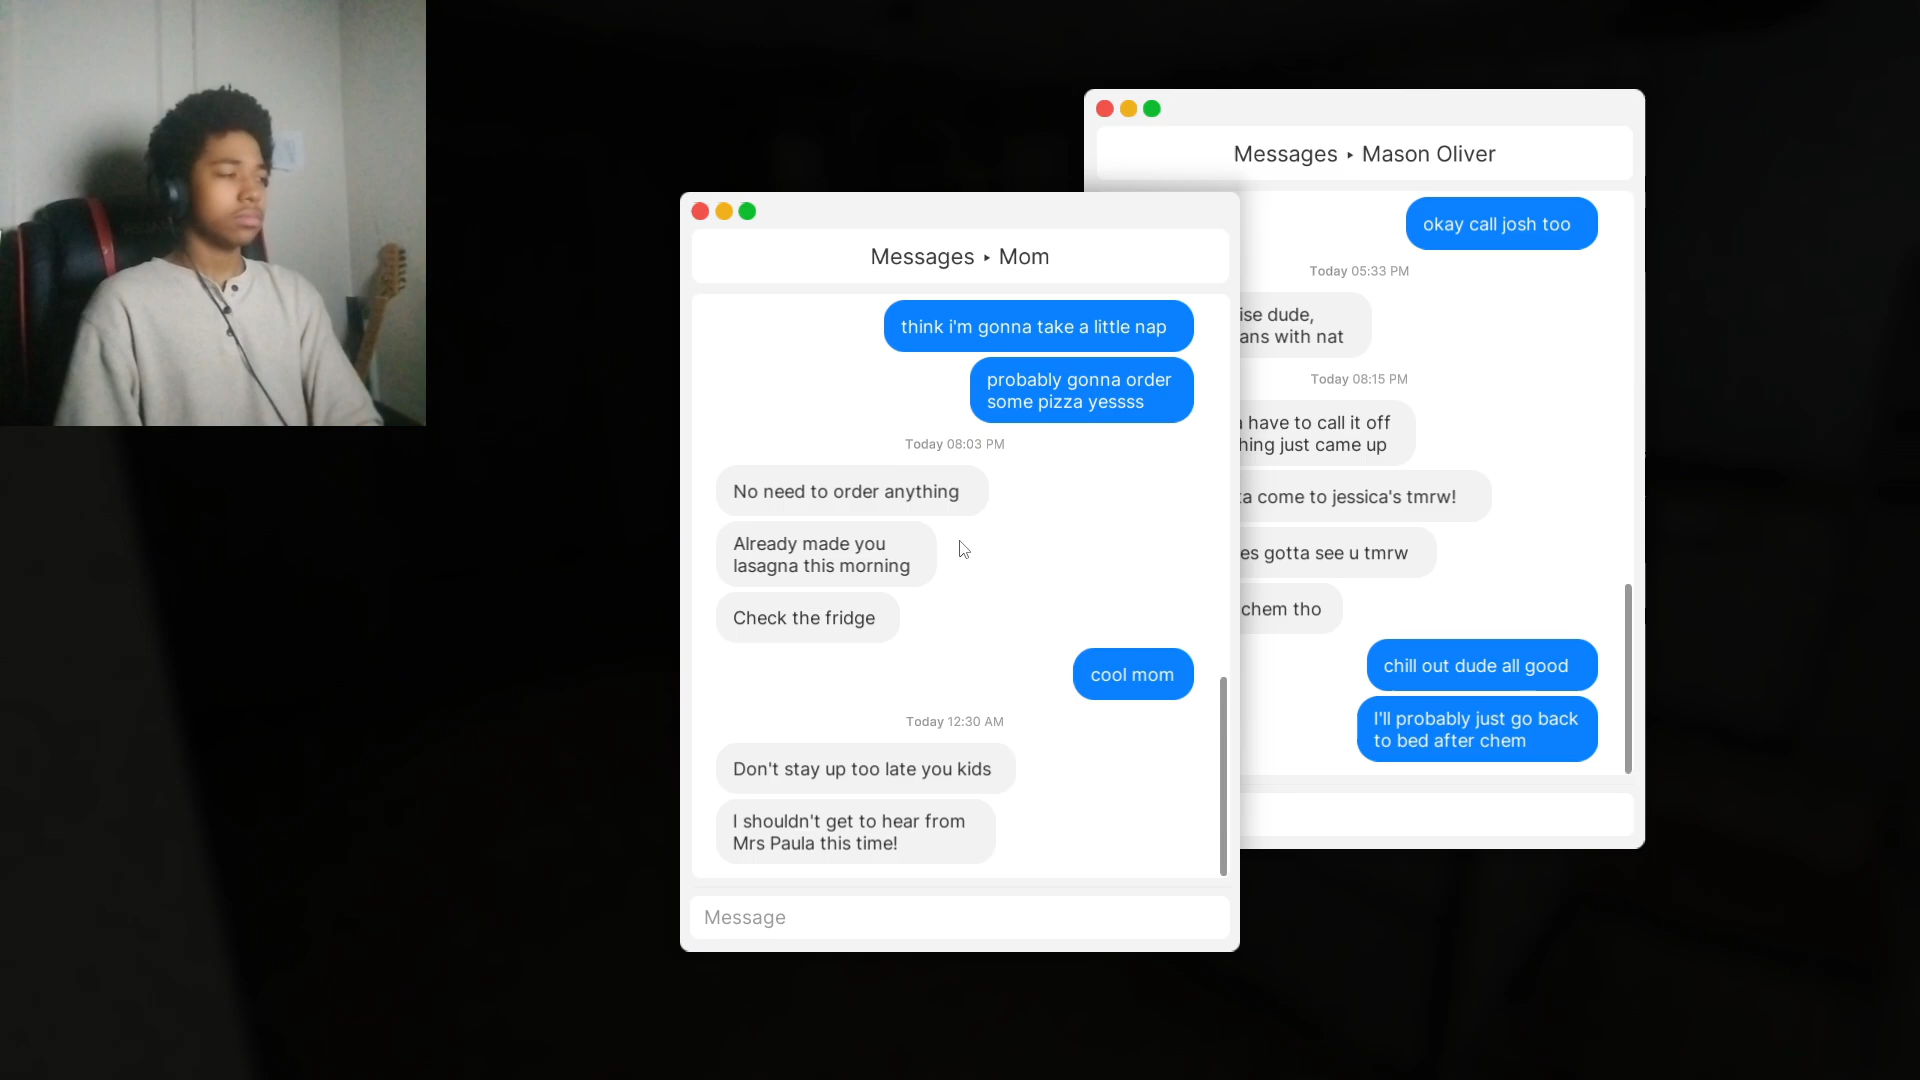 Messages ‣ Mom
think i'm gonna take a little nap
probably gonna order
some pizza yessss
Today 08:03 PM
No need to order anything
Already made you
lasagna this morning
Check the fridge
cool mom
Today 12:30 AM
Don't stay up too late you kids
I shouldn't get to hear from
Mrs Paula this time!
Message
Messages ‣ Mason Oliver
okay call josh too
Today 05:33 PM
ise dude,
ans with nat
Today 08:15 PM
have to call it off
hing just came up
ta come to jessica's tmrw!
es gotta see u tmrw
chem tho
chill out dude all good
I'll probably just go back
to bed after chem